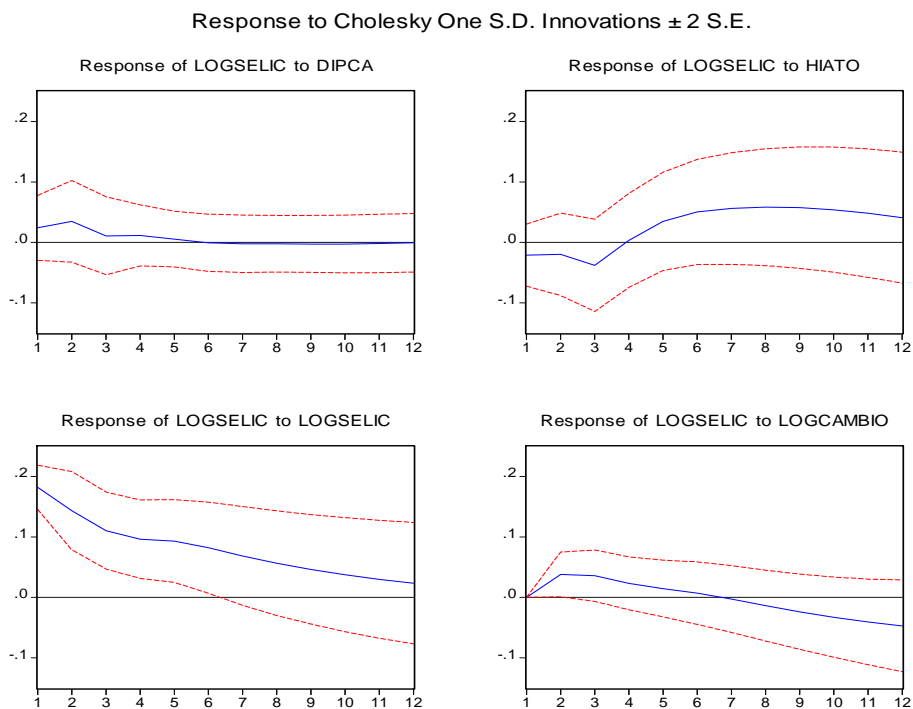 Response to Cholesky One S.D. Innovations ± 2 S.E.
Response of LOGSELIC to DIPCA
.2
.1
.0
-.1
1 2 3 4 5 6 7 8 9 10 11 12
Response of LOGSELIC to HIATO
.2
.1
.0
-.1
1 2 3 4 5 6 7 8 9 10 11 12
Response of LOGSELIC to LOGSELIC
.2
.1
.0
-.1
1 2 3 4 5 6 7 8 9 10 11 12
Response of LOGSELIC to LOGCAMBIO
.2
.1
.0
-.1
1 2 3 4 5 6 7 8 9 10 11 12